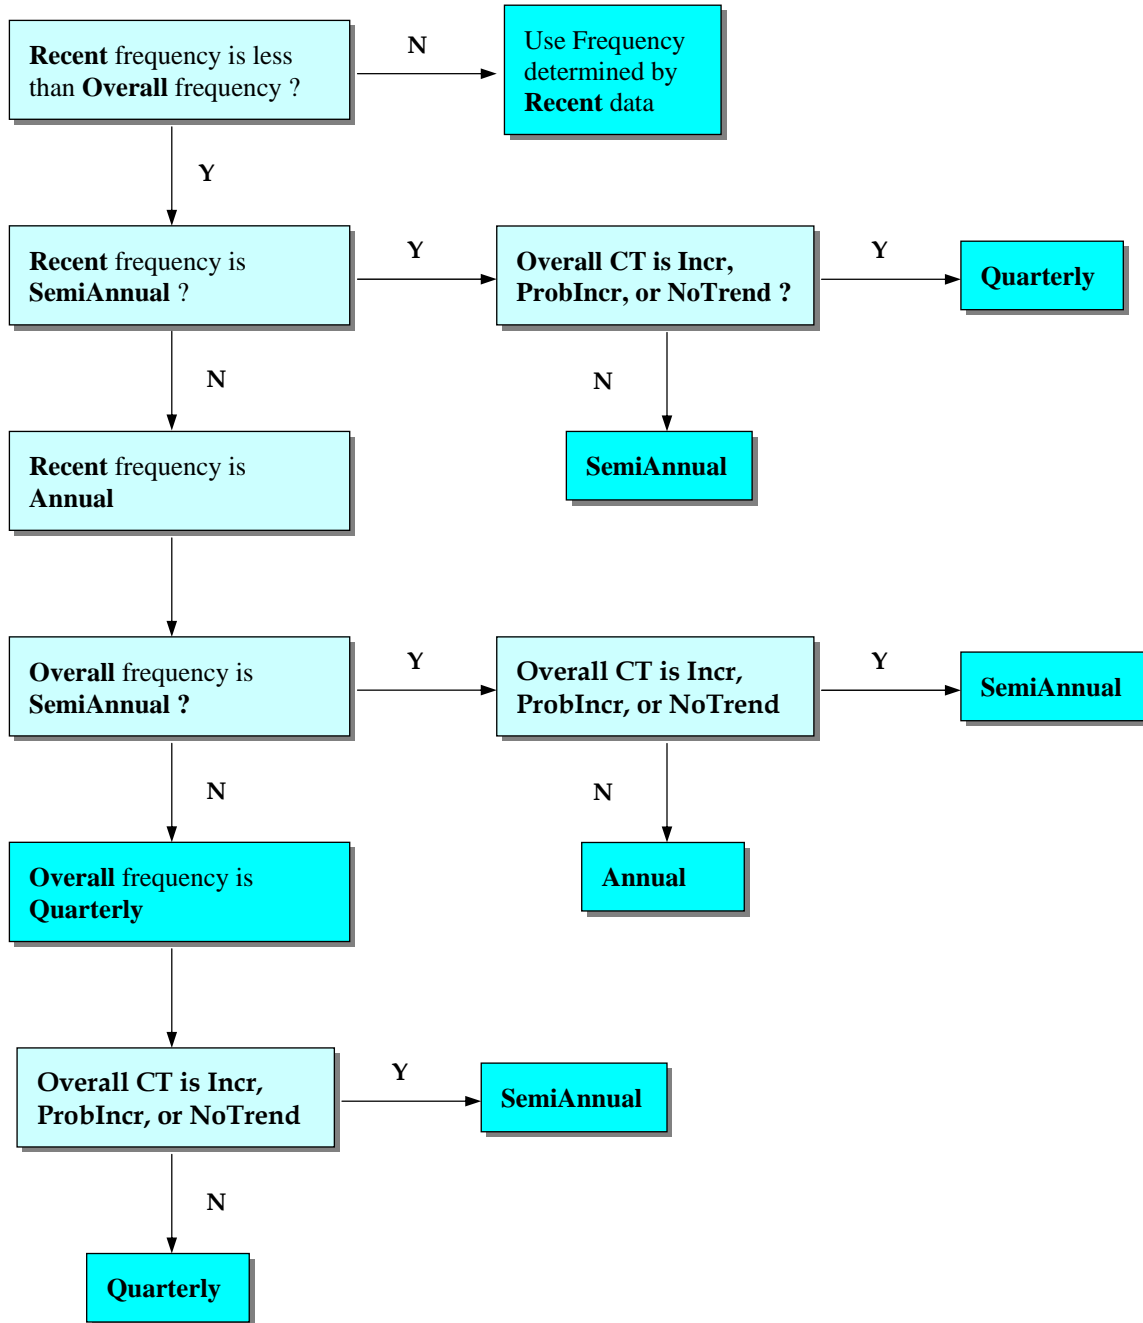 Recent frequency is less
than Overall frequency ?
N
Use Frequency
determined by
Recent data
Y
Recent frequency is
SemiAnnual ?
Y
Overall CT is Incr,
ProbIncr, or NoTrend ?
Y
Quarterly
N
N
SemiAnnual
Recent frequency is
Annual
Overall frequency is
SemiAnnual ?
Y
Overall CT is Incr,
ProbIncr, or NoTrend
Y
SemiAnnual
N
N
Annual
Overall frequency is
Quarterly
Overall CT is Incr,
ProbIncr, or NoTrend
Y
SemiAnnual
N
Quarterly